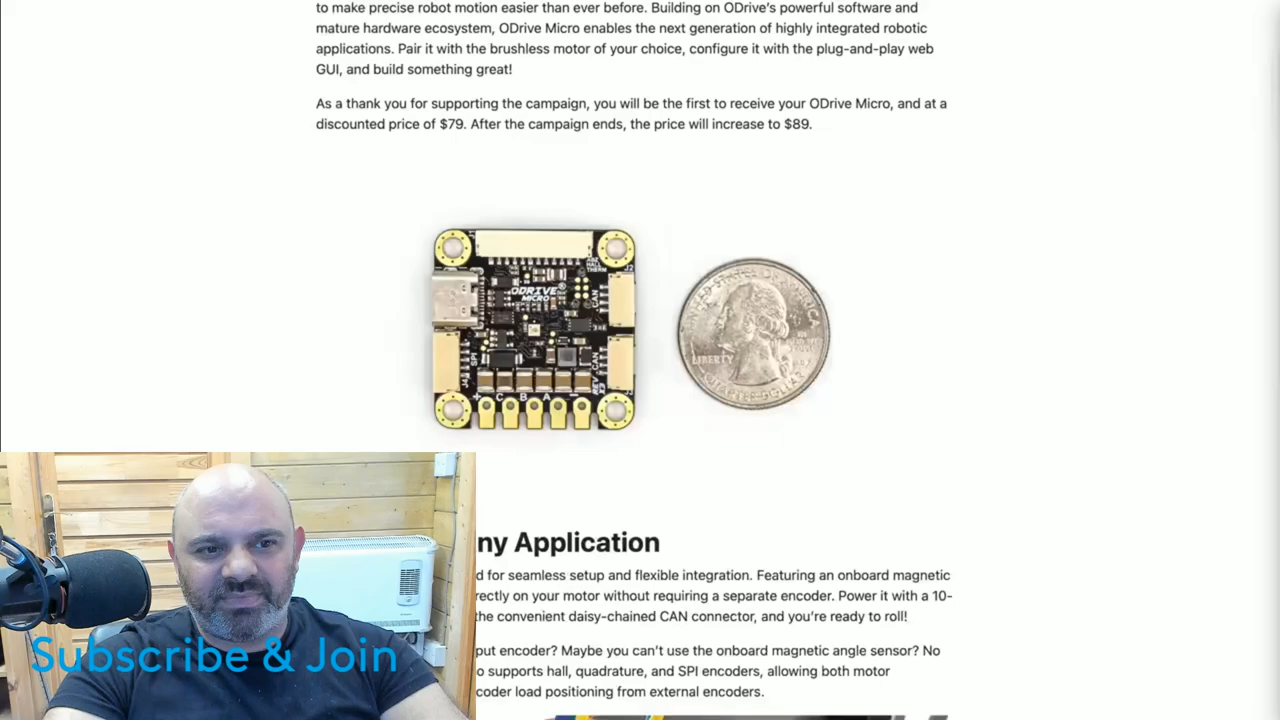 to make precise robot motion easier than ever before. Building on ODrive's powerful software and
mature hardware ecosystem, ODrive Micro enables the next generation of highly integrated robotic
applications. Pair it with the brushless motor of your choice, configure it with the plug-and-play web
GUI, and build something great!
As a thank you for supporting the campaign, you will be the first to receive your ODrive Micro, and at a
discounted price of $79. After the campaign ends, the price will increase to $89.
HALL
THERM
J2
ODRIVE
MICRO
CAN
SPI
J4
CAN
REV
+ C B A -
LIBERTY
QUARTER DOLLAR
ny Application
d for seamless setup and flexible integration. Featuring an onboard magnetic
rectly on your motor without requiring a separate encoder. Power it with a 10-
the convenient daisy-chained CAN connector, and you're ready to roll!
put encoder? Maybe you can't use the onboard magnetic angle sensor? No
o supports hall, quadrature, and SPI encoders, allowing both motor
coder load positioning from external encoders.
Subscribe & Join